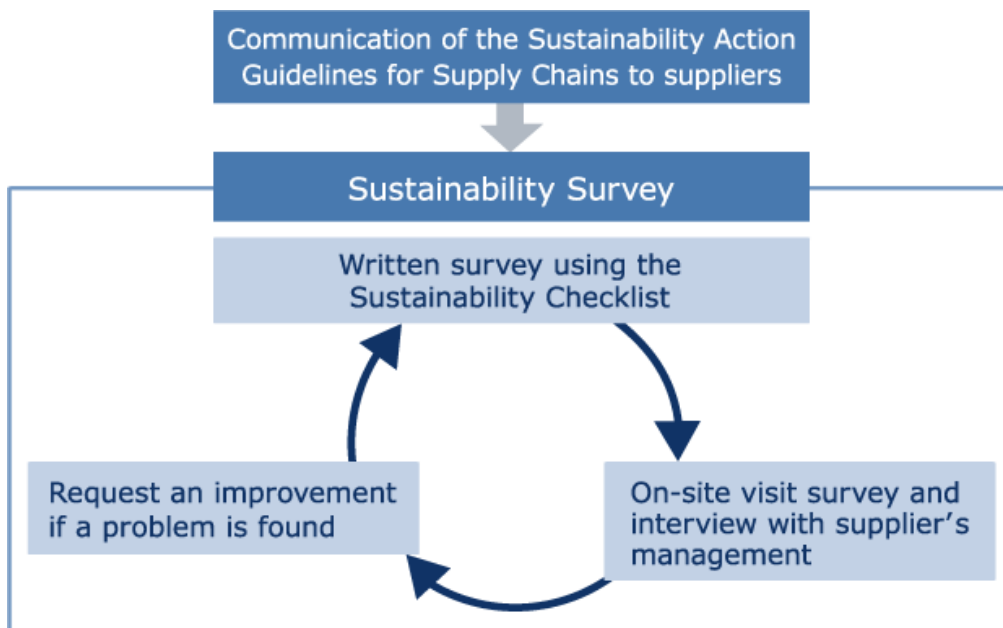 Communication of the Sustainability Action
Guidelines for Supply Chains to suppliers
Sustainability Survey
Written survey using the
Sustainability Checklist
Request an improvement
if a problem is found
On-site visit survey and
interview with supplier’s
management